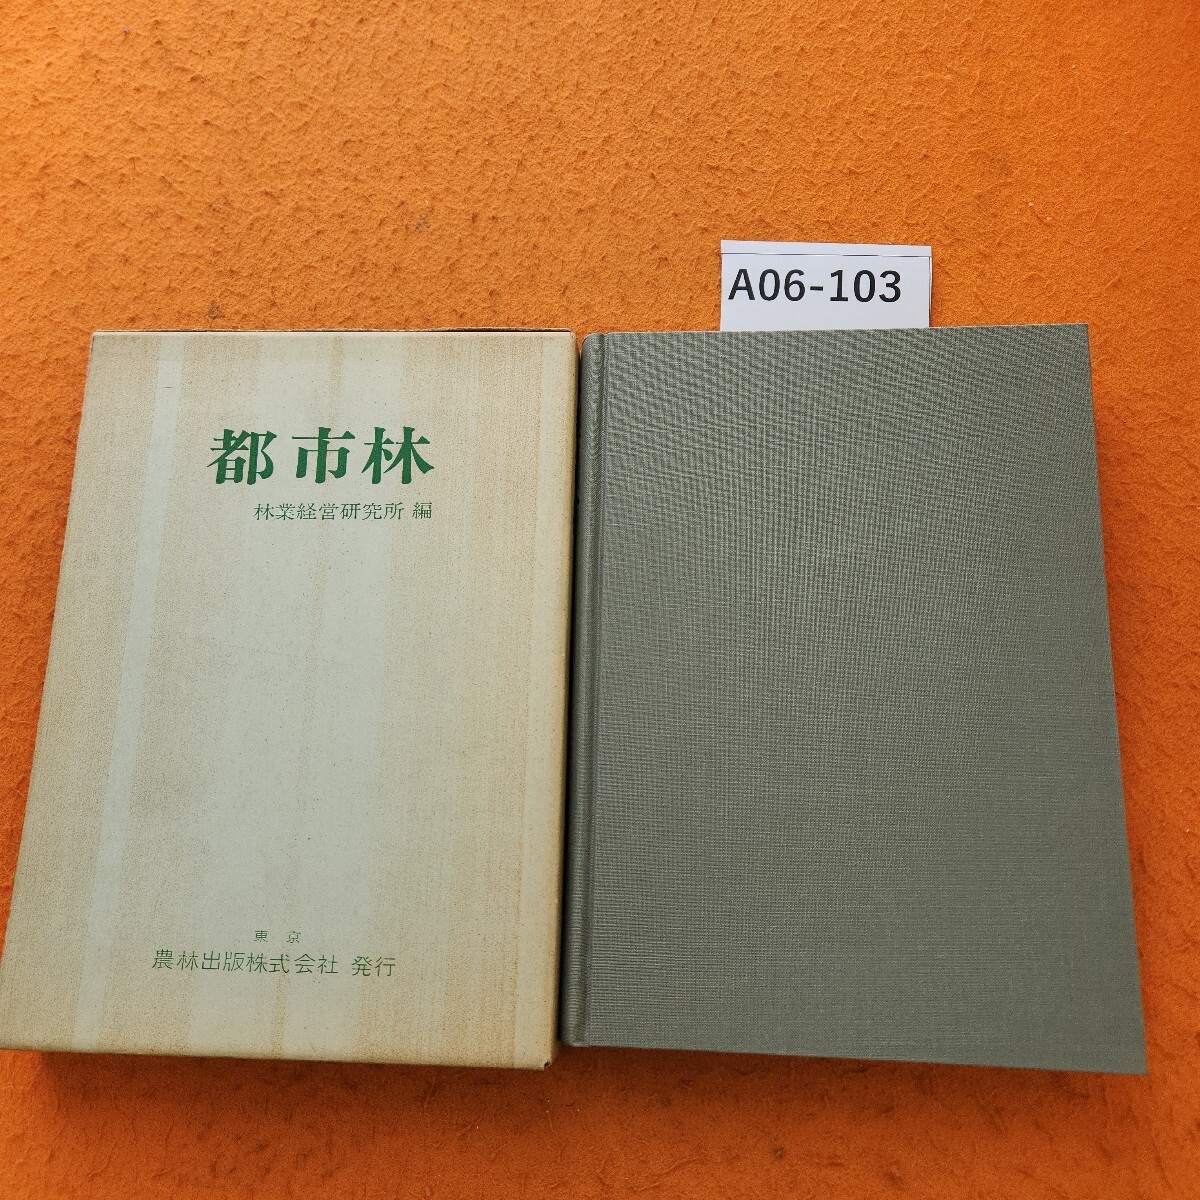 A06-103
都市林
林業経営研究所 編
東 京
農林出版株式会社 発行